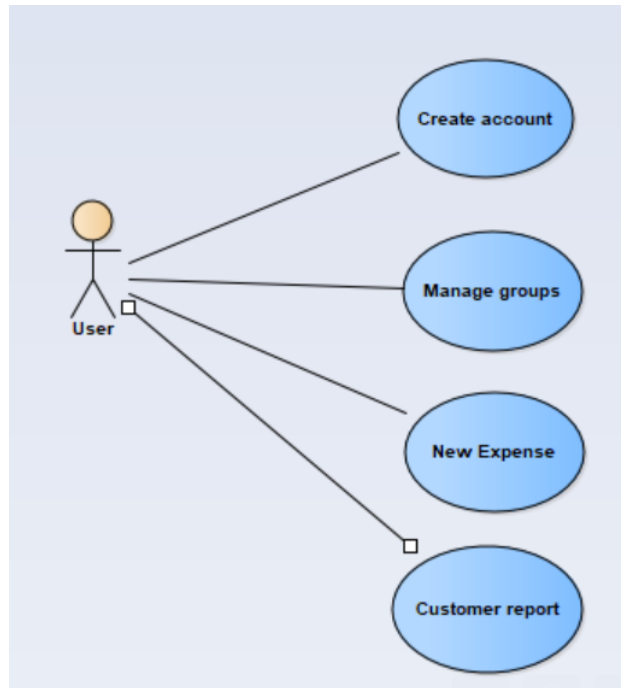 Create account
Manage groups
User
New Expense
Customer report